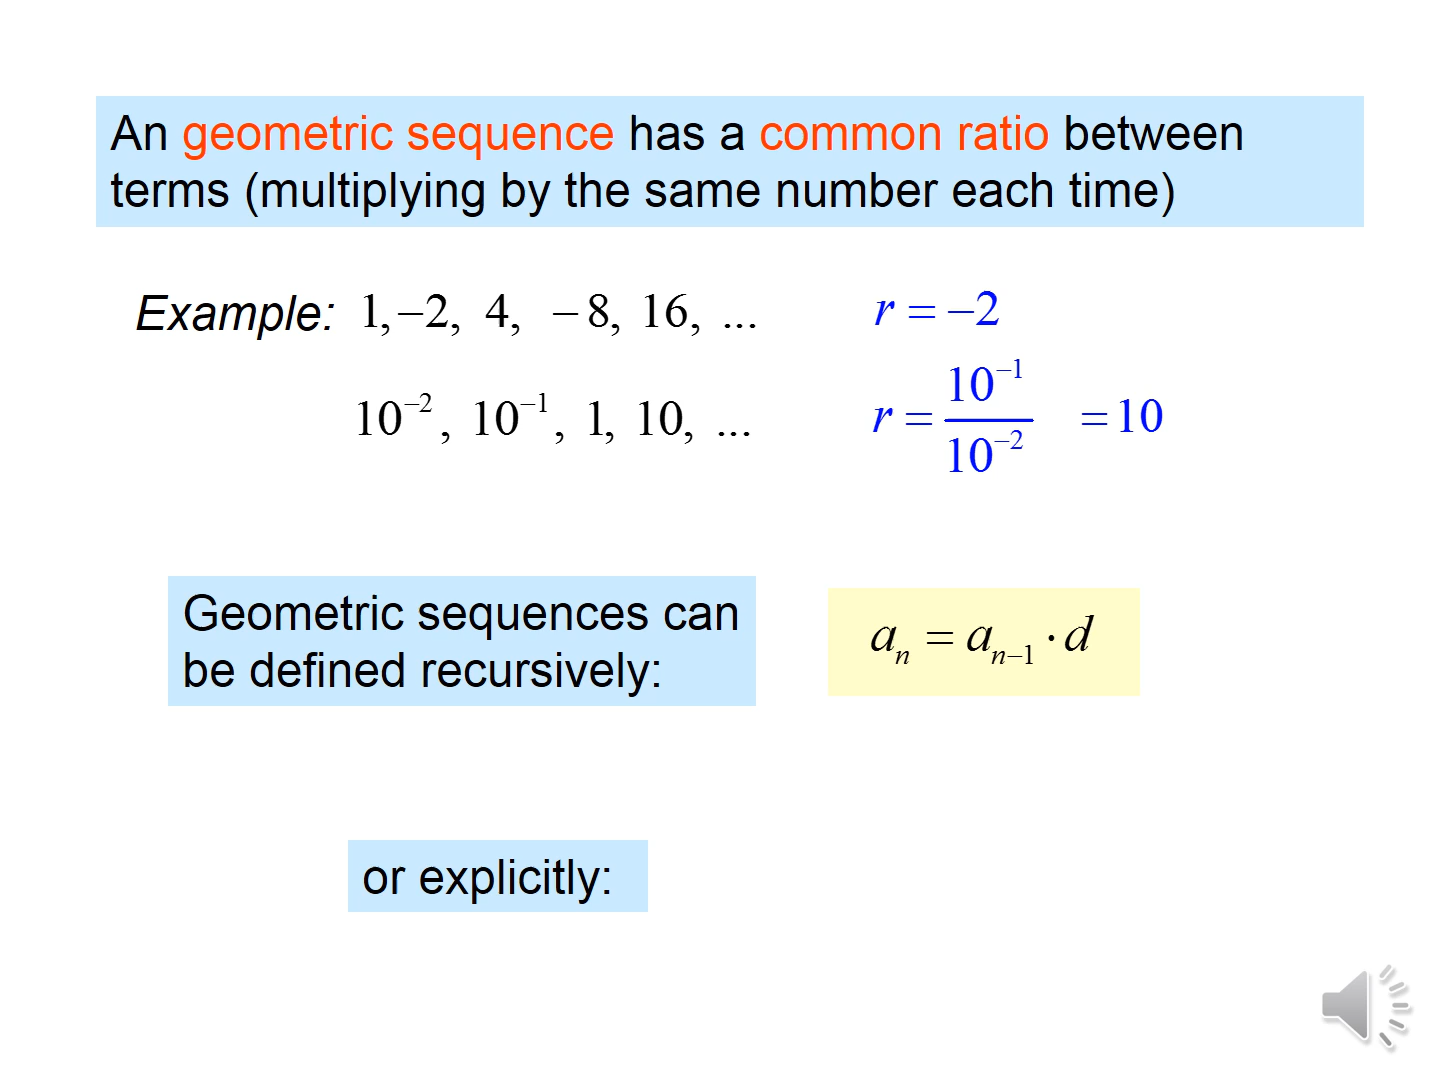 An geometric sequence has a common ratio between
terms (multiplying by the same number each time)
Example: 1, −2, 4, −8, 16, ... r = −2
10⁻², 10⁻¹, 1, 10, ... r = 10⁻¹/10⁻² = 10
Geometric sequences can
be defined recursively:
aₙ = aₙ₋₁ · d
or explicitly: